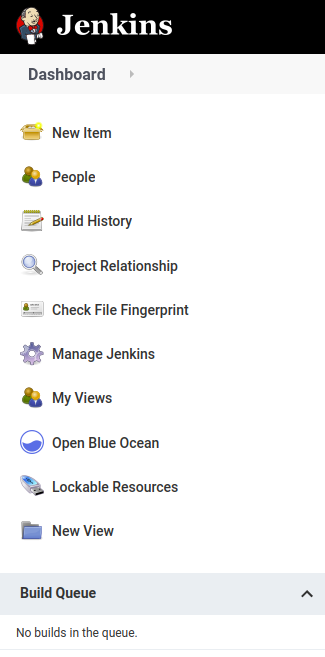 Jenkins
Dashboard
New Item
People
Build History
Project Relationship
Check File Fingerprint
Manage Jenkins
My Views
Open Blue Ocean
Lockable Resources
New View
Build Queue
No builds in the queue.